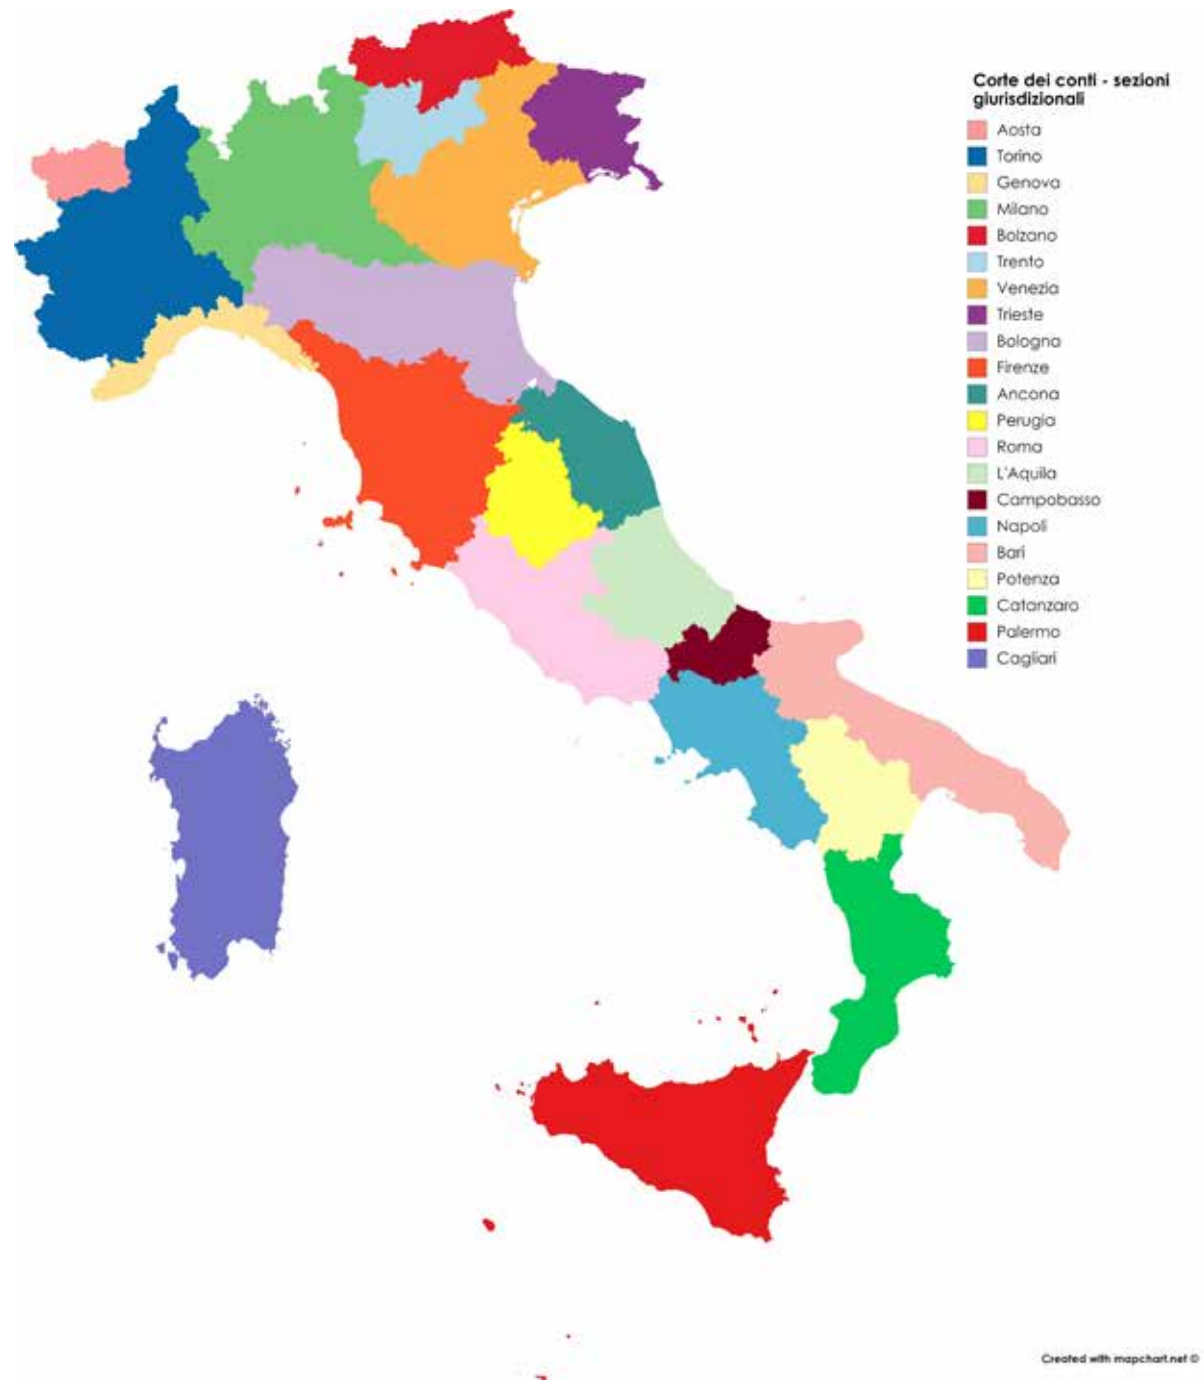 Corte dei conti - sezioni
giurisdizionali
Aosta
Torino
Genova
Milano
Bolzano
Trento
Venezia
Trieste
Bologna
Firenze
Ancona
Perugia
Roma
L'Aquila
Campobasso
Napoli
Bari
Potenza
Catanzaro
Palermo
Cagliari
Created with mapchart.net ©